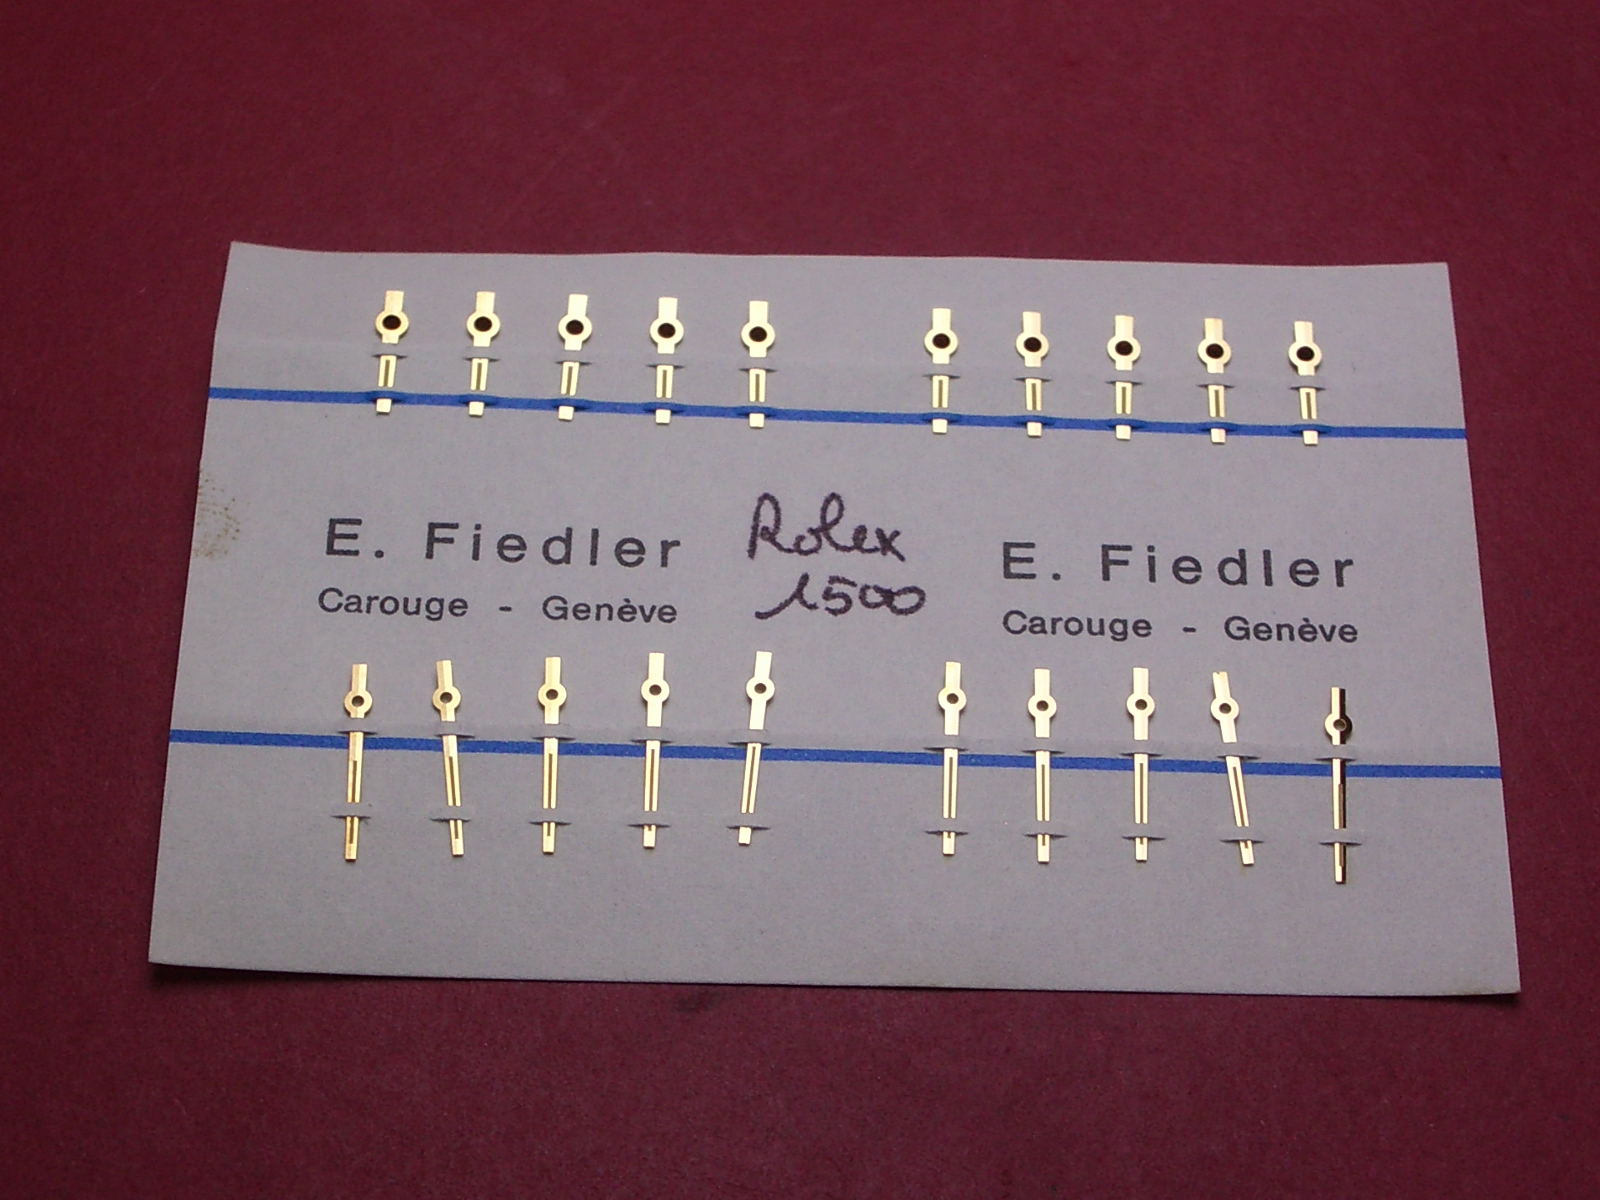 E. Fiedler
Carouge - Genève
Rolex
1500
E. Fiedler
Carouge - Genève